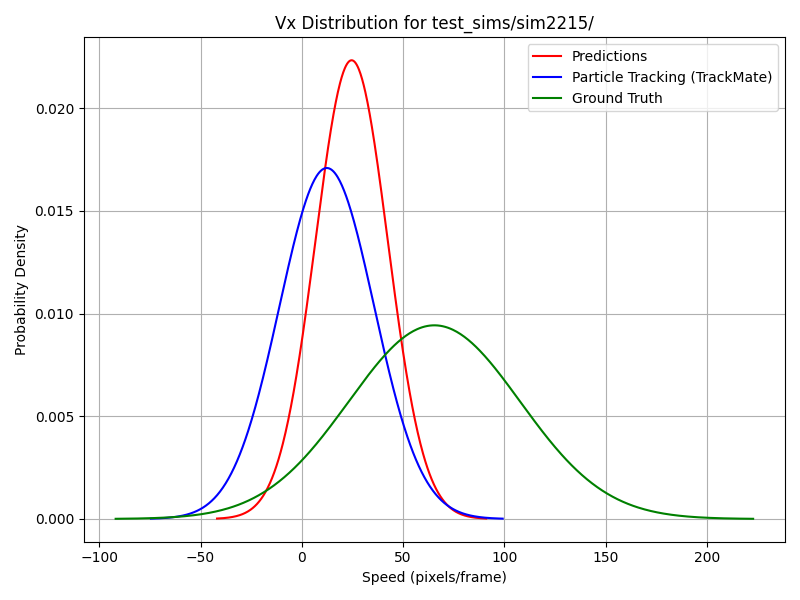 Vx Distribution for test_sims/sim2215/
Predictions
Particle Tracking (TrackMate)
Ground Truth
Probability Density
0.020
0.015
0.010
0.005
0.000
−100
−50
0
50
100
150
200
Speed (pixels/frame)